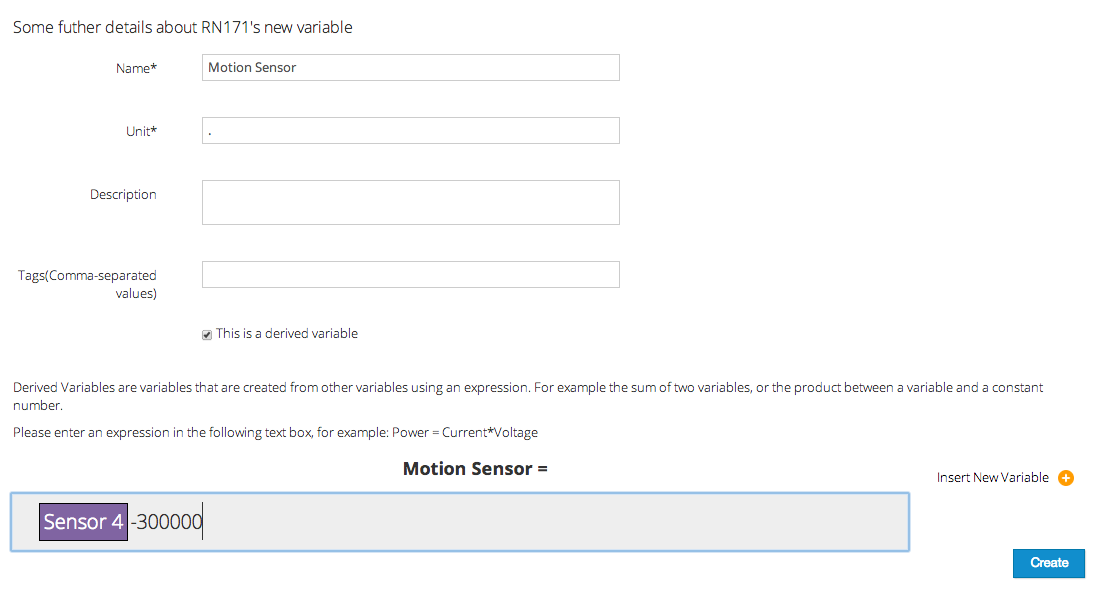 Some futher details about RN171's new variable
Name* Motion Sensor
Unit* .
Description
Tags(Comma-separated
values)
This is a derived variable
Derived Variables are variables that are created from other variables using an expression. For example the sum of two variables, or the product between a variable and a constant
number.
Please enter an expression in the following text box, for example: Power = Current*Voltage
Motion Sensor =
Insert New Variable
Sensor 4 -300000
Create